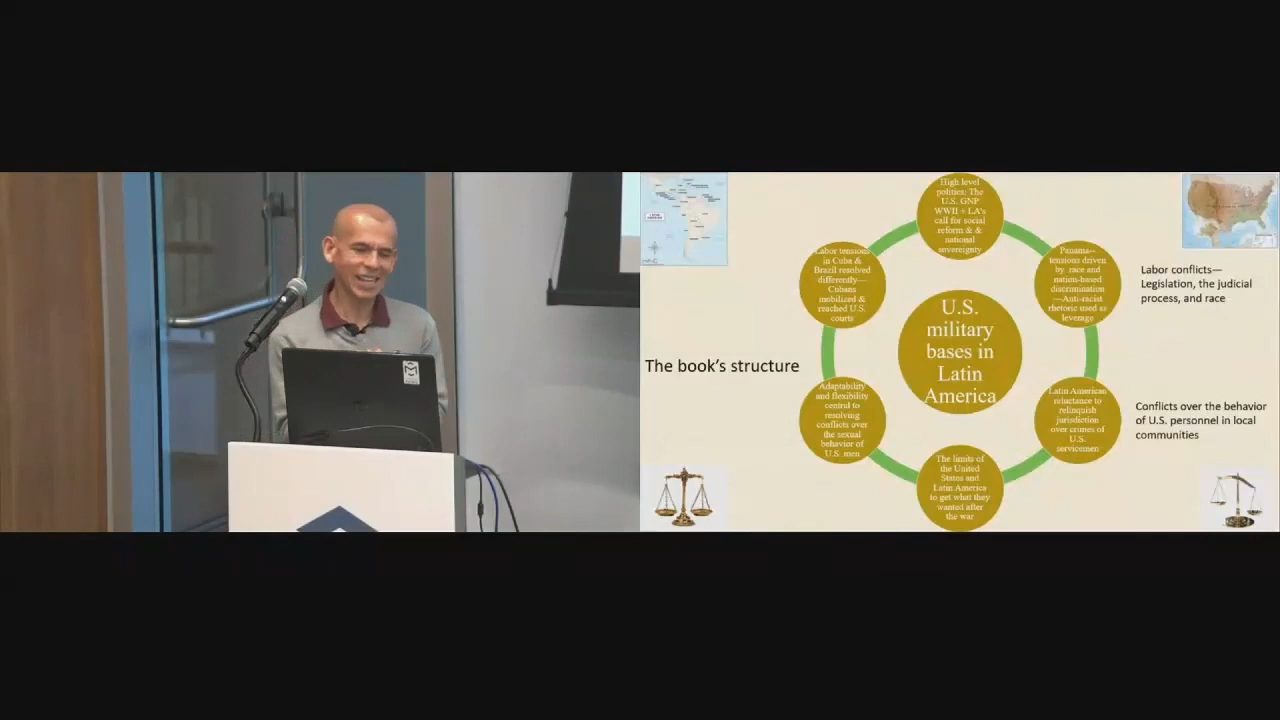 High level
politics: The
U.S. GNP
WWII + LA's
call for social
reform & &
national
sovereignty
Labor tensions
in Cuba &
Brazil resolved
differently—
Cubans
mobilized &
reached U.S.
courts
Panama--
tensions driven
by race and
nation-based
discrimination
—Anti-racist
rhetoric used as
leverage
Labor conflicts—
Legislation, the judicial
process, and race
U.S.
military
bases in
Latin
America
The book's structure
Adaptability
and flexibility
central to
resolving
conflicts over
the sexual
behavior of
U.S. men
Latin American
reluctance to
relinquish
jurisdiction
over crimes of
U.S.
servicemen
Conflicts over the behavior
of U.S. personnel in local
communities
The limits of
the United
States and
Latin America
to get what they
wanted after
the war